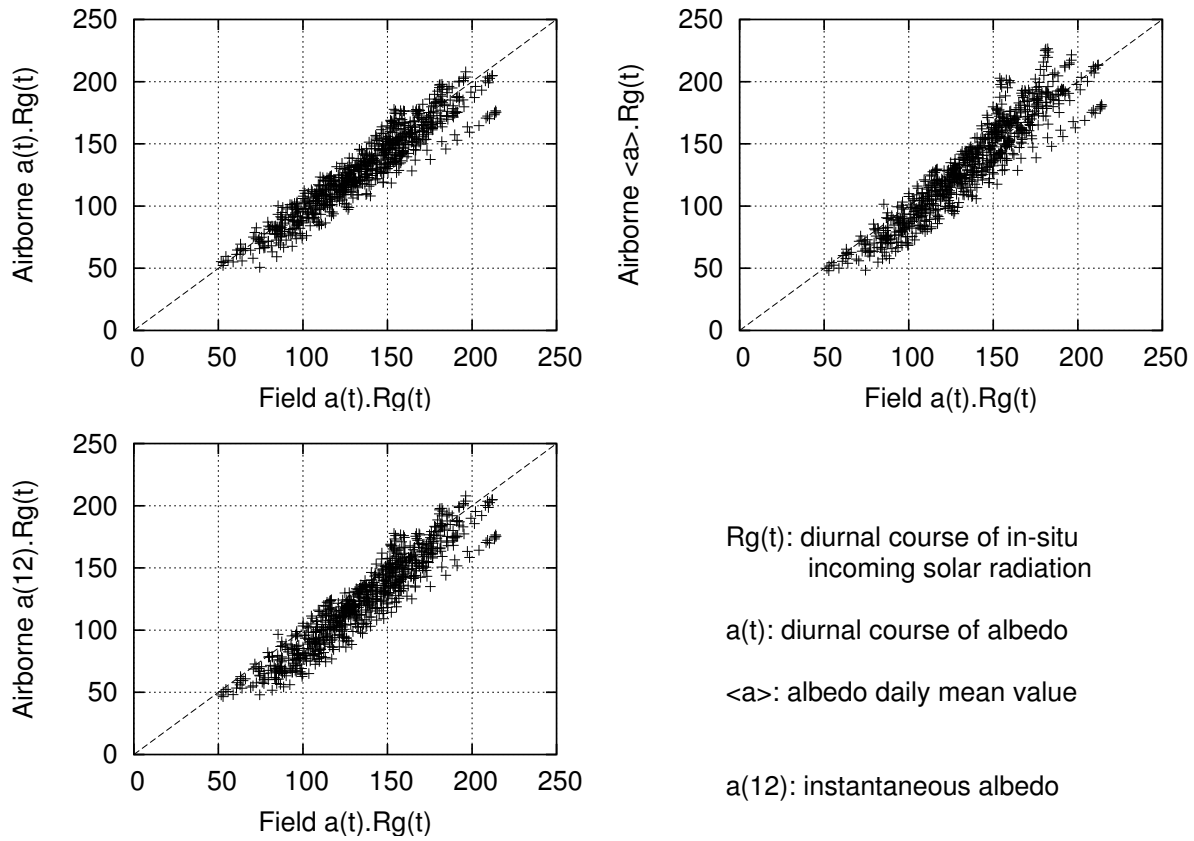 250
200
150
100
50
0
Airborne a(t).Rg(t)
0 50 100 150 200 250
Field a(t).Rg(t)
250
200
150
100
50
0
Airborne <a>.Rg(t)
0 50 100 150 200 250
Field a(t).Rg(t)
250
200
150
100
50
0
Airborne a(12).Rg(t)
0 50 100 150 200 250
Field a(t).Rg(t)
Rg(t): diurnal course of in-situ
incoming solar radiation
a(t): diurnal course of albedo
<a>: albedo daily mean value
a(12): instantaneous albedo